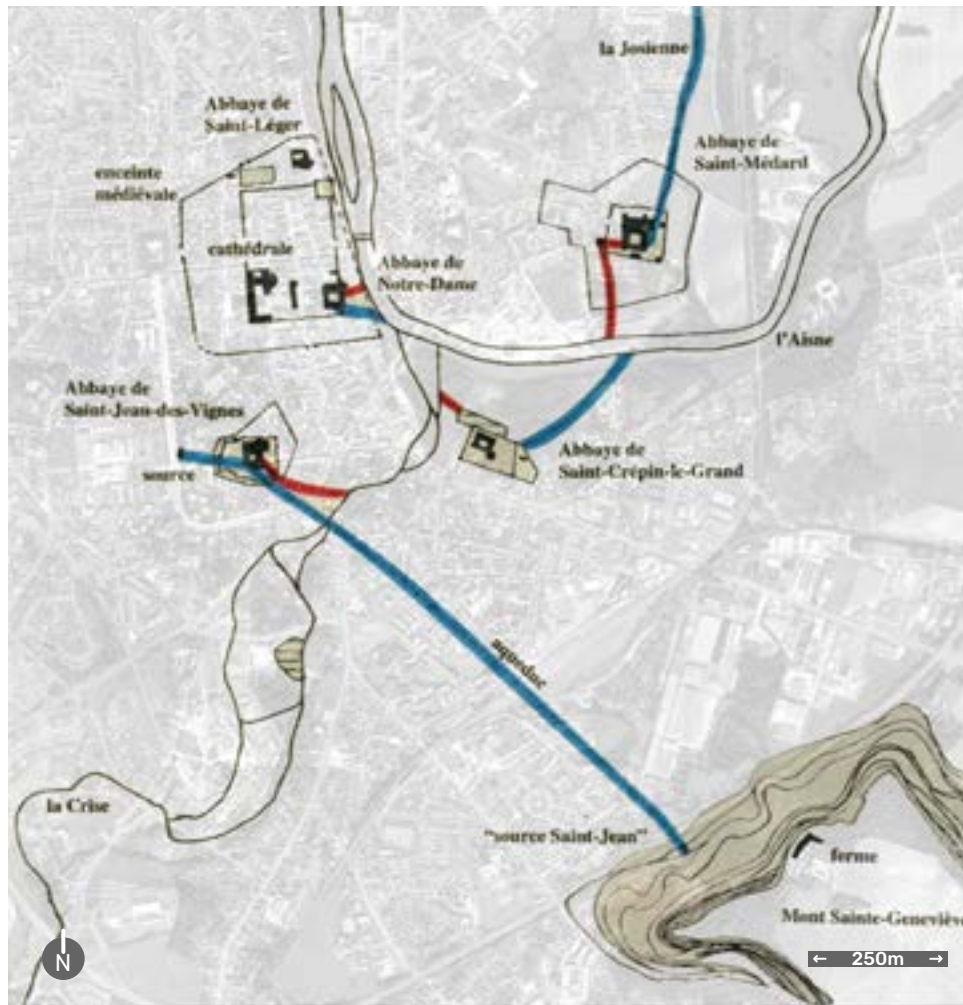 la Josienne
Abbaye de
Saint-Léger
Abbaye de
Saint-Médard
enceinte
médiévale
cathédrale
Abbaye de
Notre-Dame
l'Aisne
Abbaye de
Saint-Jean-des-Vignes
source
Abbaye de
Saint-Crépin-le-Grand
aqueduc
la Crise
"source Saint-Jean"
ferme
Mont Sainte-Geneviève
N
← 250m →